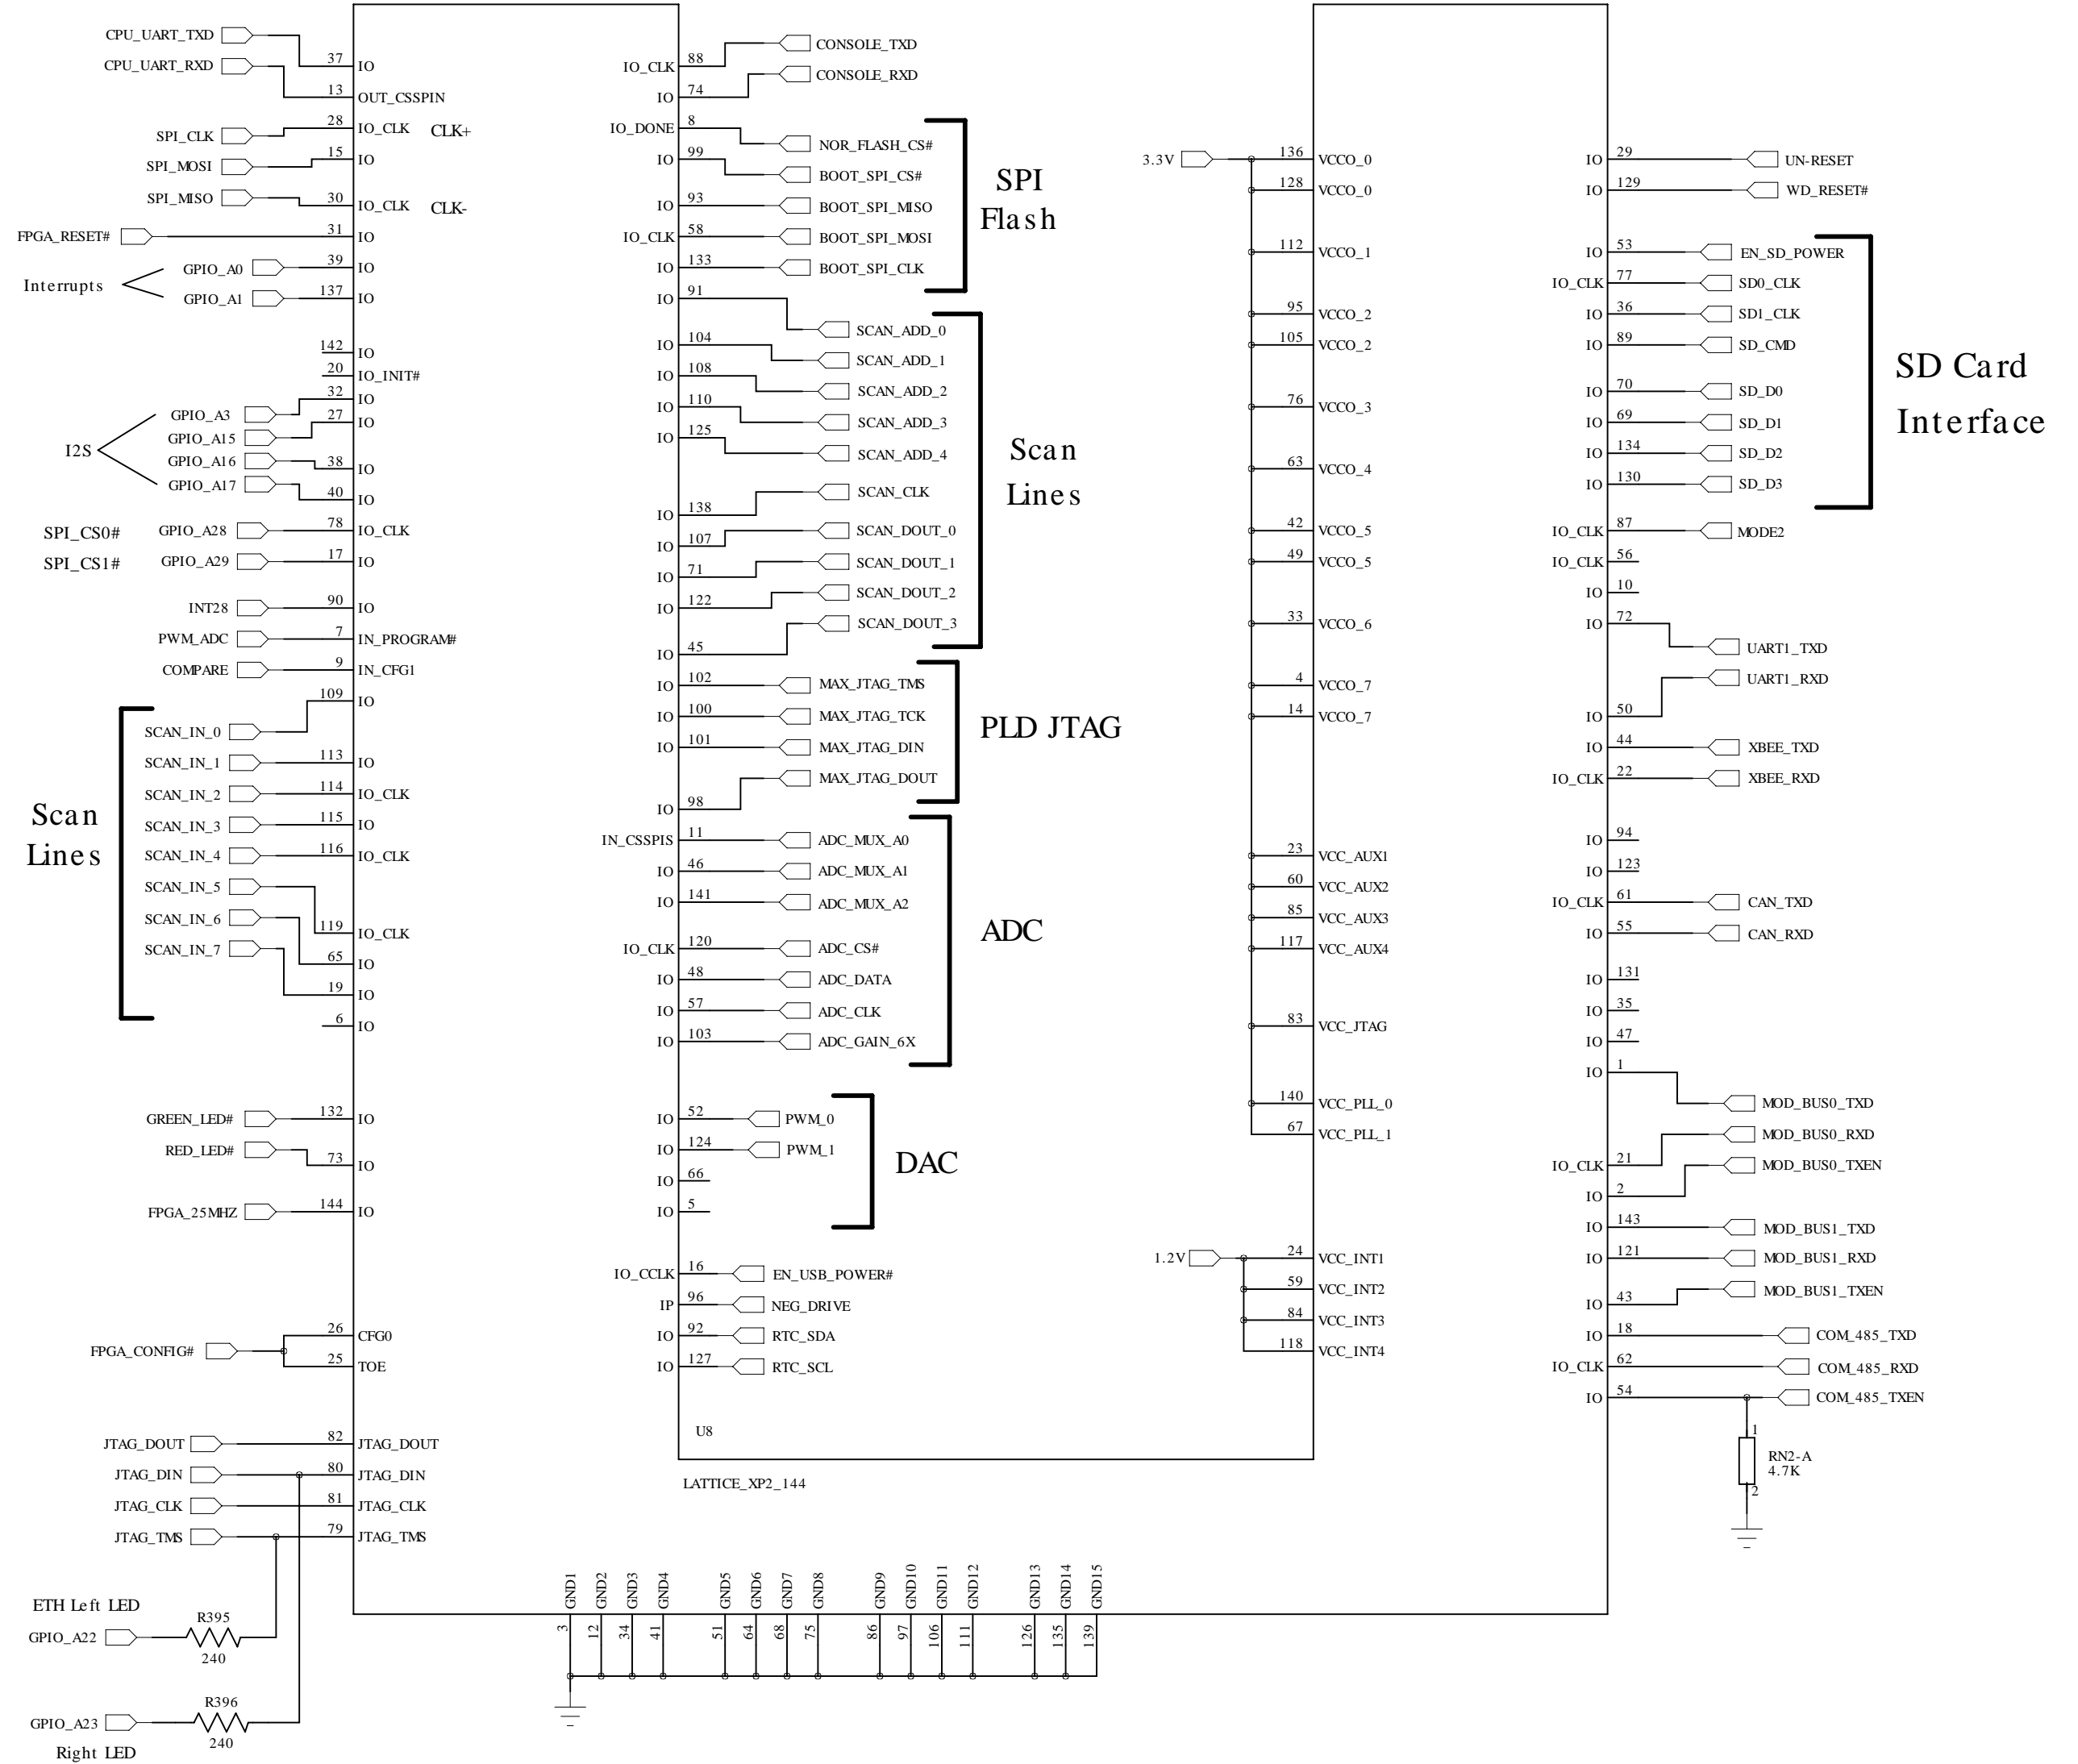 CPU_UART_TXD
37 IO
CPU_UART_RXD
13 OUT_CSSPIN
SPI_CLK
28 IO_CLK CLK+
SPI_MOSI
15 IO
SPI_MISO
30 IO_CLK CLK-
FPGA_RESET#
31 IO
Interrupts
GPIO_A0
39 IO
GPIO_A1
137 IO
142 IO
20 IO_INIT#
I2S
GPIO_A3
32 IO
GPIO_A15
27 IO
GPIO_A16
38 IO
GPIO_A17
40 IO
SPI_CS0# GPIO_A28 78 IO_CLK
SPI_CS1# GPIO_A29 17 IO
INT28 90 IO
PWM_ADC 7 IN_PROGRAM#
COMPARE 9 IN_CFG1
Scan
Lines
SCAN_IN_0 109 IO
SCAN_IN_1 113 IO
SCAN_IN_2 114 IO_CLK
SCAN_IN_3 115 IO
SCAN_IN_4 116 IO_CLK
SCAN_IN_5 119 IO_CLK
SCAN_IN_6 65 IO
SCAN_IN_7 19 IO
6 IO
GREEN_LED# 132 IO
RED_LED# 73 IO
FPGA_25MHZ 144 IO
FPGA_CONFIG#
26 CFG0
25 TOE
JTAG_DOUT 82 JTAG_DOUT
JTAG_DIN 80 JTAG_DIN
JTAG_CLK 81 JTAG_CLK
JTAG_TMS 79 JTAG_TMS
ETH Left LED
GPIO_A22
R395
240
GPIO_A23
R396
240
Right LED
IO_CLK 88 CONSOLE_TXD
IO 74 CONSOLE_RXD
IO_DONE 8 NOR_FLASH_CS#
IO 99 BOOT_SPI_CS#
IO 93 BOOT_SPI_MISO
IO_CLK 58 BOOT_SPI_MOSI
IO 133 BOOT_SPI_CLK
SPI
Flash
IO 91 SCAN_ADD_0
IO 104 SCAN_ADD_1
IO 108 SCAN_ADD_2
IO 110 SCAN_ADD_3
IO 125 SCAN_ADD_4
IO 138 SCAN_CLK
IO 107 SCAN_DOUT_0
IO 71 SCAN_DOUT_1
IO 122 SCAN_DOUT_2
IO 45 SCAN_DOUT_3
Scan
Lines
IO 102 MAX_JTAG_TMS
IO 100 MAX_JTAG_TCK
IO 101 MAX_JTAG_DIN
IO 98 MAX_JTAG_DOUT
PLD JTAG
IN_CSSPIS 11 ADC_MUX_A0
IO 46 ADC_MUX_A1
IO 141 ADC_MUX_A2
IO_CLK 120 ADC_CS#
IO 48 ADC_DATA
IO 57 ADC_CLK
IO 103 ADC_GAIN_6X
ADC
IO 52 PWM_0
IO 124 PWM_1
IO 66
IO 5
DAC
IO_CCLK 16 EN_USB_POWER#
IP 96 NEG_DRIVE
IO 92 RTC_SDA
IO 127 RTC_SCL
U8
LATTICE_XP2_144
GND1 3
GND2 12
GND3 34
GND4 41
GND5 51
GND6 64
GND7 68
GND8 75
GND9 86
GND10 97
GND11 106
GND12 111
GND13 126
GND14 135
GND15 139
3.3V 136 VCCO_0
128 VCCO_0
112 VCCO_1
95 VCCO_2
105 VCCO_2
76 VCCO_3
63 VCCO_4
42 VCCO_5
49 VCCO_5
33 VCCO_6
4 VCCO_7
14 VCCO_7
23 VCC_AUX1
60 VCC_AUX2
85 VCC_AUX3
117 VCC_AUX4
83 VCC_JTAG
140 VCC_PLL_0
67 VCC_PLL_1
1.2V 24 VCC_INT1
59 VCC_INT2
84 VCC_INT3
118 VCC_INT4
IO 29 UN-RESET
IO 129 WD_RESET#
IO 53 EN_SD_POWER
IO_CLK 77 SD0_CLK
IO 36 SD1_CLK
IO 89 SD_CMD
IO 70 SD_D0
IO 69 SD_D1
IO 134 SD_D2
IO 130 SD_D3
SD Card
Interface
IO_CLK 87 MODE2
IO_CLK 56
IO 10
IO 72 UART1_TXD
IO 50 UART1_RXD
IO 44 XBEE_TXD
IO_CLK 22 XBEE_RXD
IO 94
IO 123
IO_CLK 61 CAN_TXD
IO 55 CAN_RXD
IO 131
IO 35
IO 47
IO 1 MOD_BUS0_TXD
IO_CLK 21 MOD_BUS0_RXD
IO 2 MOD_BUS0_TXEN
IO 143 MOD_BUS1_TXD
IO 121 MOD_BUS1_RXD
IO 43 MOD_BUS1_TXEN
IO 18 COM_485_TXD
IO_CLK 62 COM_485_RXD
IO 54 COM_485_TXEN
1
RN2-A
4.7K
2